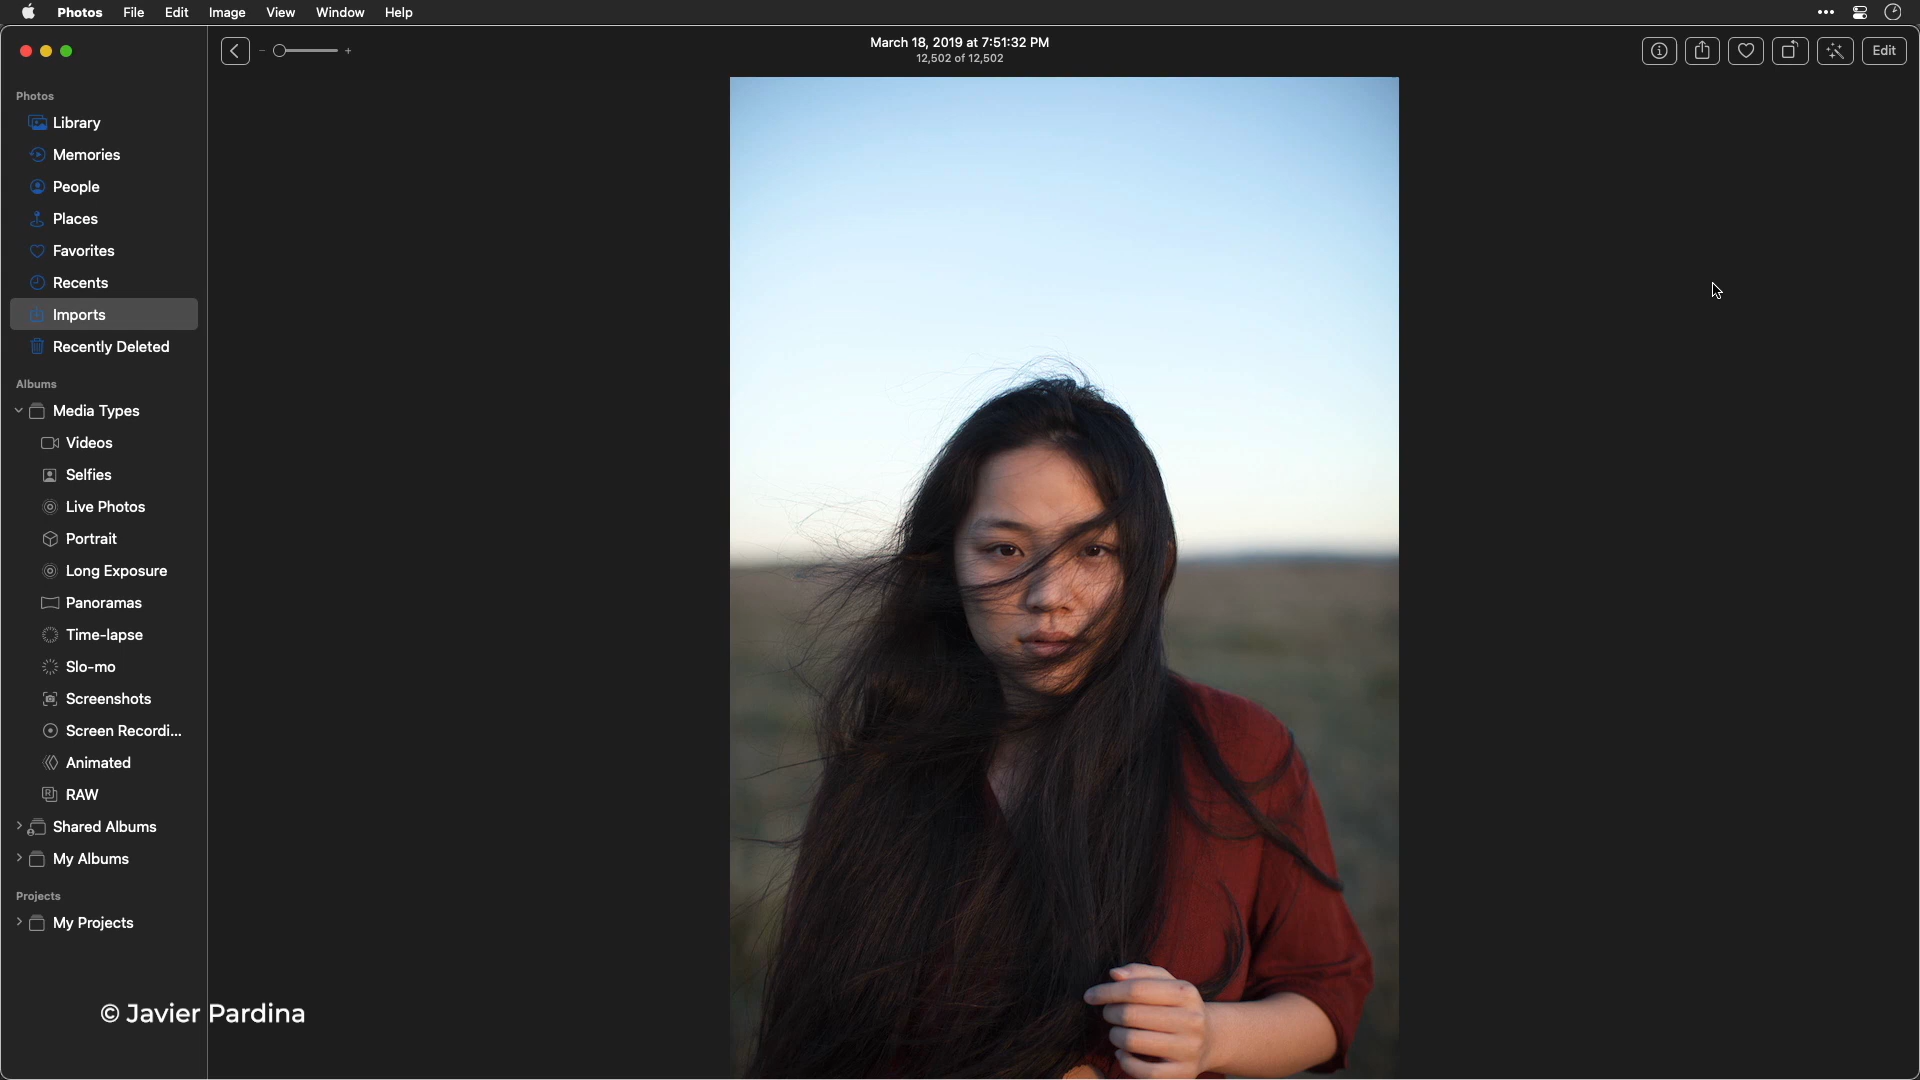 Photos File Edit Image View Window Help
March 18, 2019 at 7:51:32 PM
12,502 of 12,502
Edit
Photos
Library
Memories
People
Places
Favorites
Recents
Imports
Recently Deleted
Albums
Media Types
Videos
Selfies
Live Photos
Portrait
Long Exposure
Panoramas
Time-lapse
Slo-mo
Screenshots
Screen Recordi...
Animated
RAW
Shared Albums
My Albums
Projects
My Projects
© Javier Pardina